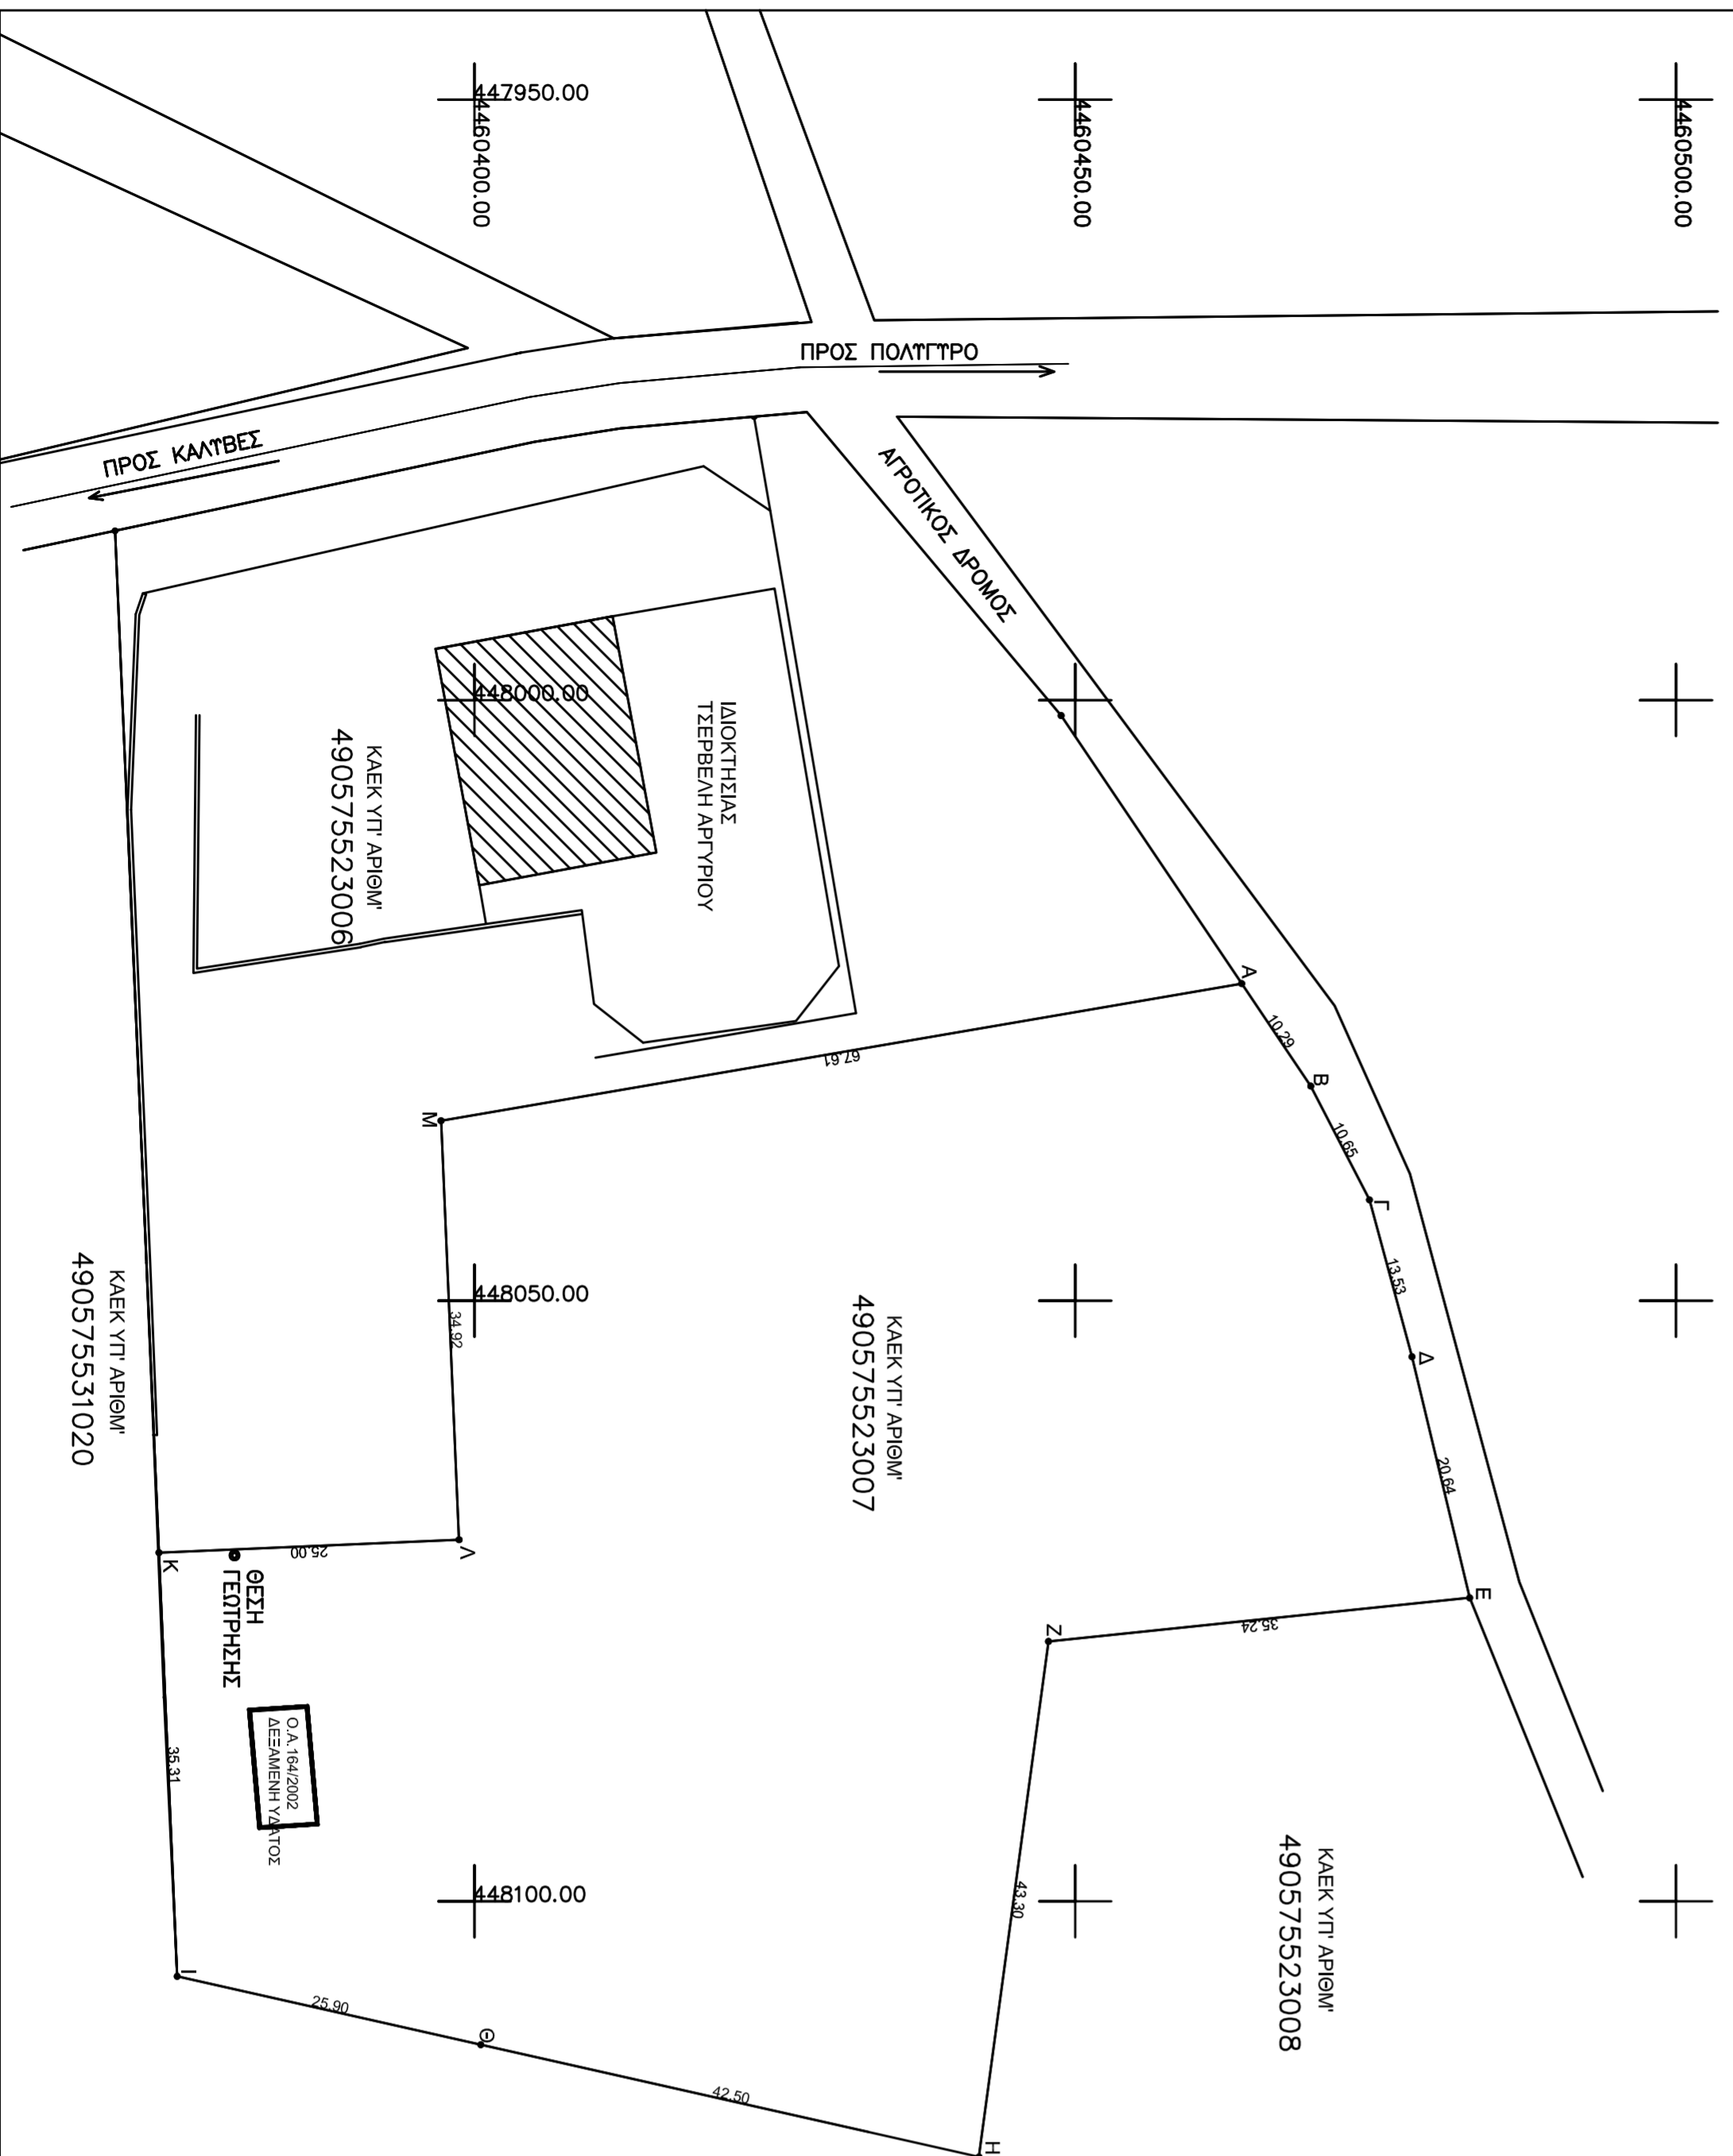 447950.00
4460400.00
4460450.00
4460500.00
ΠΡΟΣ ΠΟΛΥΓΥΡΟ
ΠΡΟΣ ΚΑΛΥΒΕΣ
ΑΓΡΟΤΙΚΟΣ ΔΡΟΜΟΣ
448000.00
ΙΔΙΟΚΤΗΣΙΑΣ
ΤΣΕΡΒΕΛΗ ΑΡΓΥΡΙΟΥ
ΚΑΕΚ ΥΠ' ΑΡΙΘΜ'
490575523006
Α
10.29
Β
10.65
Γ
13.53
Δ
20.64
Ε
67.61
Μ
448050.00
34.92
ΚΑΕΚ ΥΠ' ΑΡΙΘΜ'
490575523007
ΚΑΕΚ ΥΠ' ΑΡΙΘΜ'
490575531020
Λ
25.00
Κ
Ζ
35.24
ΘΕΣΗ
ΓΕΩΤΡΗΣΗΣ
Ο.Α.164/2002
ΔΕΞΑΜΕΝΗ ΥΔΑΤΟΣ
35.31
448100.00
43.30
ΚΑΕΚ ΥΠ' ΑΡΙΘΜ'
490575523008
Ι
25.90
Θ
42.50
Η